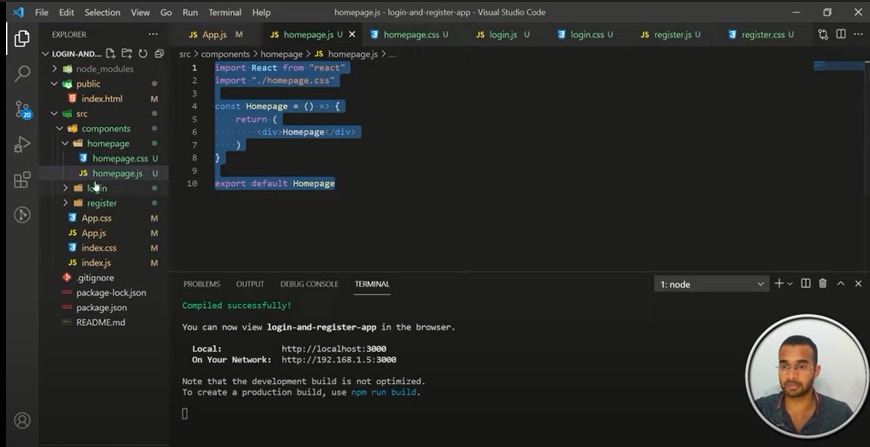 File Edit Selection View Go Run Terminal Help homepage.js - login-and-register-app - Visual Studio Code
EXPLORER ...
JS App.js JS homepage.js U × homepage.css JS login.js login.css JS register.js register.css ...
LOGIN-AND-...
src > components > homepage > JS homepage.js > ...
node_modules
public
index.html M
src
components
homepage
homepage.css U
JS homepage.js U
login
register
App.css M
JS App.js M
index.css M
JS index.js M
.gitignore
package-lock.json
package.json
README.md
20
1 import React from "react"
2 import "./homepage.css"
3
4 const Homepage = () => {
5 return (
6 <div>Homepage</div>
7 )
8 }
9
10 export default Homepage
PROBLEMS OUTPUT DEBUG CONSOLE TERMINAL 1: node
Compiled successfully!
You can now view login-and-register-app in the browser.
Local: http://localhost:3000
On Your Network: http://192.168.1.5:3000
Note that the development build is not optimized.
To create a production build, use npm run build.